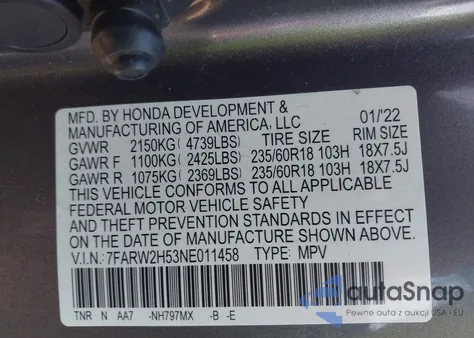 MFD. BY HONDA DEVELOPMENT &
MANUFACTURING OF AMERICA, LLC 01/'22
GVWR 2150KG (4739LBS) TIRE SIZE RIM SIZE
GAWR F 1100KG (2425LBS) 235/60R18 103H 18X7.5J
GAWR R 1075KG (2369LBS) 235/60R18 103H 18X7.5J
THIS VEHICLE CONFORMS TO ALL APPLICABLE
FEDERAL MOTOR VEHICLE SAFETY
AND THEFT PREVENTION STANDARDS IN EFFECT
ON THE DATE OF MANUFACTURE SHOWN ABOVE.
V.I.N.: 7FARW2H53NE011458 TYPE: MPV
TNR N AA7 -NH797MX -B -E
autoSnap
Pojazdy z aukcji USA - EU